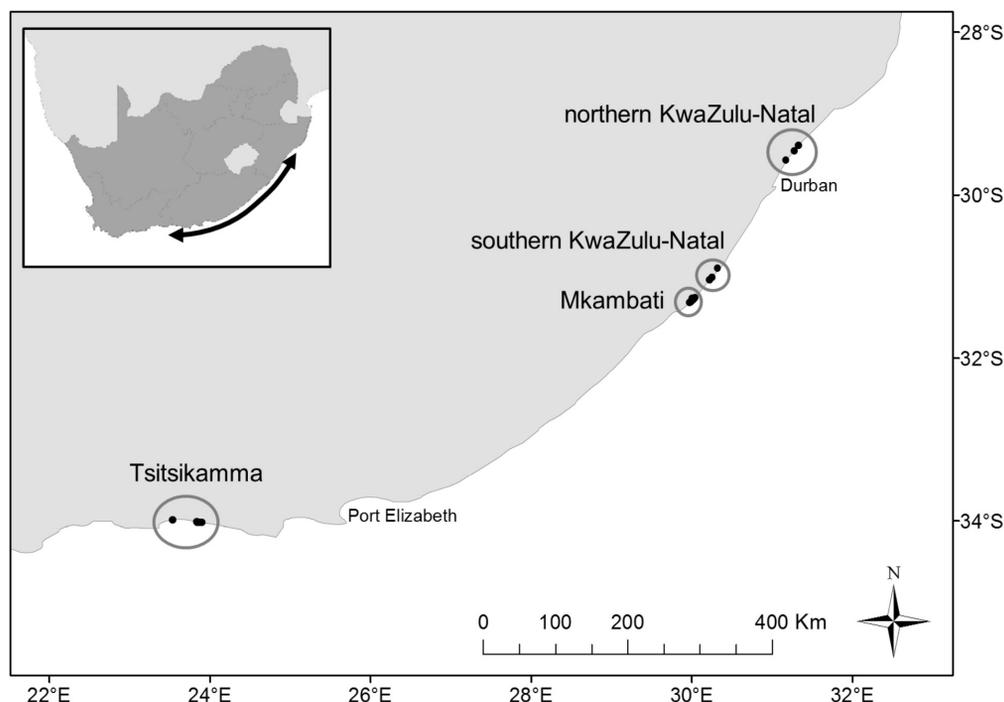 28°S
northern KwaZulu-Natal
Durban
30°S
southern KwaZulu-Natal
Mkambati
32°S
Tsitsikamma
Port Elizabeth
34°S
N
0 100 200 400 Km
22°E 24°E 26°E 28°E 30°E 32°E